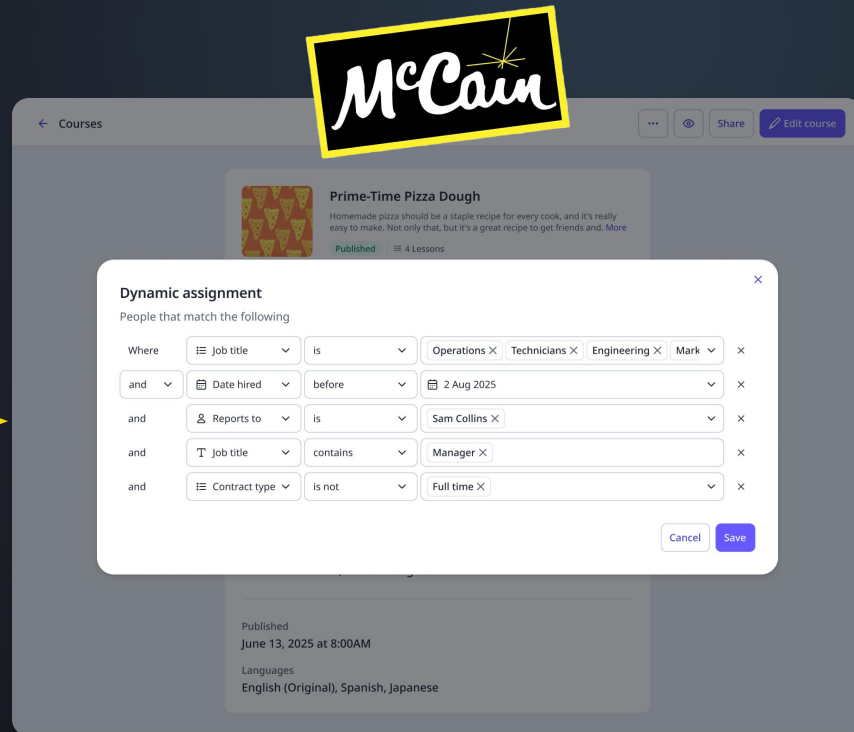 McCain
Courses
Share
Edit course
Prime-Time Pizza Dough
Homemade pizza should be a staple recipe for every cook, and it's really
easy to make. Not only that, but it's a great recipe to get friends and. More
Published
4 Lessons
Dynamic assignment
People that match the following
Where Job title is Operations Technicians Engineering Mark
and Date hired before 2 Aug 2025
and Reports to is Sam Collins
and Job title contains Manager
and Contract type is not Full time
Cancel Save
Published
June 13, 2025 at 8:00AM
Languages
English (Original), Spanish, Japanese